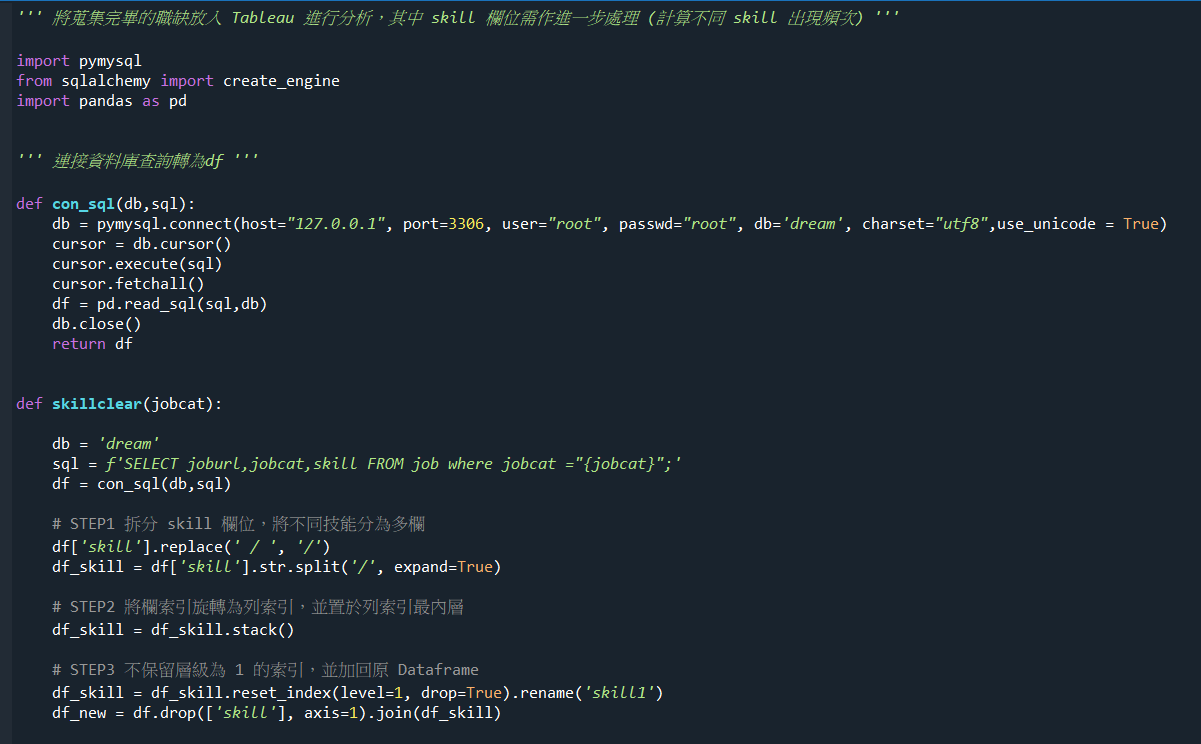 ''' 將蒐集完畢的職缺放入 Tableau 進行分析，其中 skill 欄位需作進一步處理 (計算不同 skill 出現頻次) '''
import pymysql
from sqlalchemy import create_engine
import pandas as pd
''' 連接資料庫查詢轉為df '''
def con_sql(db,sql):
    db = pymysql.connect(host="127.0.0.1", port=3306, user="root", passwd="root", db='dream', charset="utf8",use_unicode = True)
    cursor = db.cursor()
    cursor.execute(sql)
    cursor.fetchall()
    df = pd.read_sql(sql,db)
    db.close()
    return df
def skillclear(jobcat):
    db = 'dream'
    sql = f'SELECT joburl,jobcat,skill FROM job where jobcat ="{jobcat}";'
    df = con_sql(db,sql)
    # STEP1 拆分 skill 欄位，將不同技能分為多欄
    df['skill'].replace(' / ', '/')
    df_skill = df['skill'].str.split('/', expand=True)
    # STEP2 將欄索引旋轉為列索引，並置於列索引最內層
    df_skill = df_skill.stack()
    # STEP3 不保留層級為 1 的索引，並加回原 Dataframe
    df_skill = df_skill.reset_index(level=1, drop=True).rename('skill1')
    df_new = df.drop(['skill'], axis=1).join(df_skill)